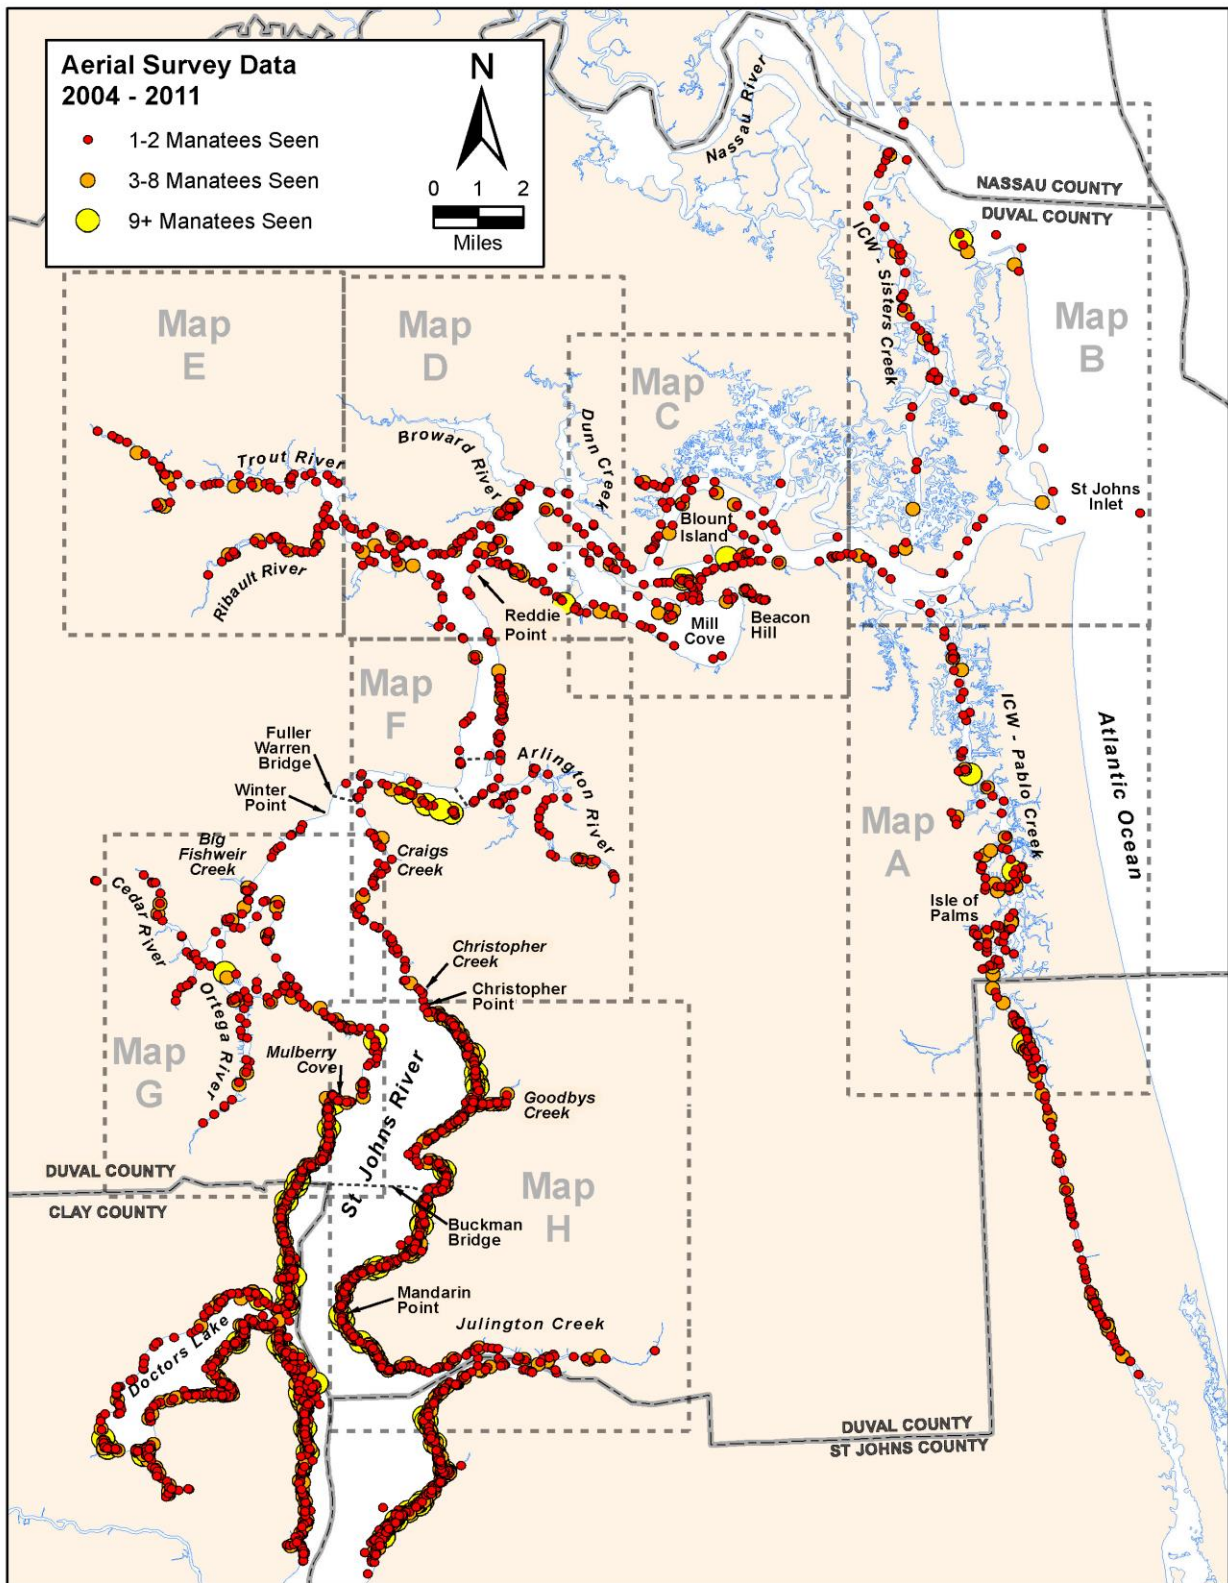 Aerial Survey Data
2004 - 2011
1-2 Manatees Seen
3-8 Manatees Seen
9+ Manatees Seen
N
0 1 2
Miles
Nassau River
NASSAU COUNTY
DUVAL COUNTY
ICW - Sisters Creek
Map
B
Map
E
Map
D
Map
C
Trout River
Broward River
Dunn Creek
Blount
Island
St Johns
Inlet
Ribault River
Reddie
Point
Mill
Cove
Beacon
Hill
Map
F
Fuller
Warren
Bridge
Winter
Point
Arlington River
ICW - Pablo Creek
Atlantic Ocean
Map
A
Big
Fishweir
Creek
Craigs
Creek
Cedar River
Isle of
Palms
Christopher
Creek
Christopher
Point
Ortega River
Map
G
Mulberry
Cove
St Johns River
Goodbys
Creek
DUVAL COUNTY
CLAY COUNTY
Map
H
Buckman
Bridge
Mandarin
Point
Julington Creek
Doctors Lake
DUVAL COUNTY
ST JOHNS COUNTY